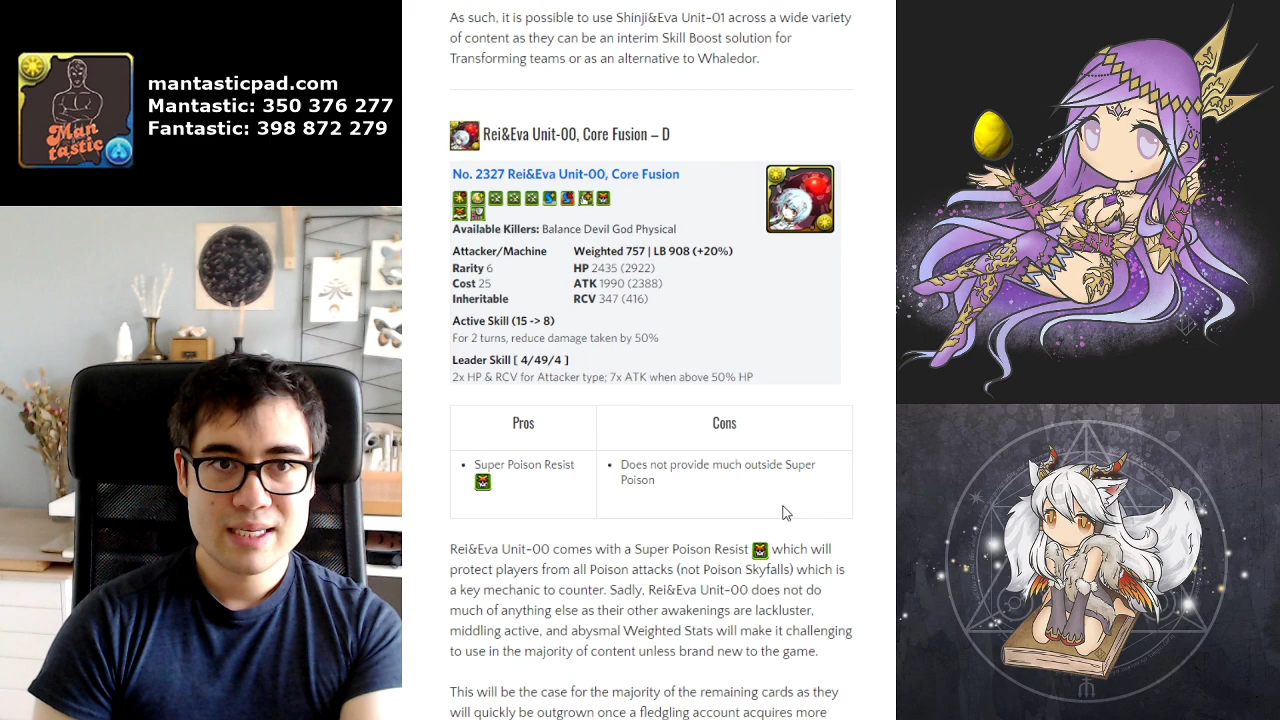 Man
tastic
mantasticpad.com
Mantastic: 350 376 277
Fantastic: 398 872 279
As such, it is possible to use Shinji&Eva Unit-01 across a wide variety
of content as they can be an interim Skill Boost solution for
Transforming teams or as an alternative to Whaledor.
Rei&Eva Unit-00, Core Fusion – D
No. 2327 Rei&Eva Unit-00, Core Fusion
Available Killers: Balance Devil God Physical
Attacker/Machine Weighted 757 | LB 908 (+20%)
Rarity 6 HP 2435 (2922)
Cost 25 ATK 1990 (2388)
Inheritable RCV 347 (416)
Active Skill (15 -> 8)
For 2 turns, reduce damage taken by 50%
Leader Skill [ 4/49/4 ]
2x HP & RCV for Attacker type; 7x ATK when above 50% HP
Pros Cons
• Super Poison Resist • Does not provide much outside Super
Poison
Rei&Eva Unit-00 comes with a Super Poison Resist which will
protect players from all Poison attacks (not Poison Skyfalls) which is
a key mechanic to counter. Sadly, Rei&Eva Unit-00 does not do
much of anything else as their other awakenings are lackluster,
middling active, and abysmal Weighted Stats will make it challenging
to use in the majority of content unless brand new to the game.
This will be the case for the majority of the remaining cards as they
will quickly be outgrown once a fledgling account acquires more